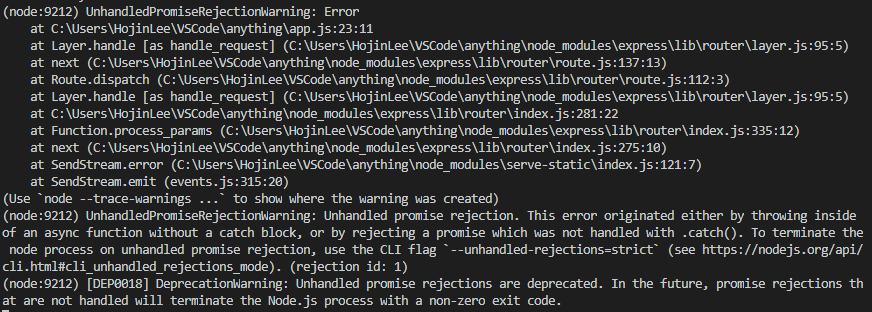 (node:9212) UnhandledPromiseRejectionWarning: Error
    at C:\Users\HojinLee\VSCode\anything\app.js:23:11
    at Layer.handle [as handle_request] (C:\Users\HojinLee\VSCode\anything\node_modules\express\lib\router\layer.js:95:5)
    at next (C:\Users\HojinLee\VSCode\anything\node_modules\express\lib\router\route.js:137:13)
    at Route.dispatch (C:\Users\HojinLee\VSCode\anything\node_modules\express\lib\router\route.js:112:3)
    at Layer.handle [as handle_request] (C:\Users\HojinLee\VSCode\anything\node_modules\express\lib\router\layer.js:95:5)
    at C:\Users\HojinLee\VSCode\anything\node_modules\express\lib\router\index.js:281:22
    at Function.process_params (C:\Users\HojinLee\VSCode\anything\node_modules\express\lib\router\index.js:335:12)
    at next (C:\Users\HojinLee\VSCode\anything\node_modules\express\lib\router\index.js:275:10)
    at SendStream.error (C:\Users\HojinLee\VSCode\anything\node_modules\serve-static\index.js:121:7)
    at SendStream.emit (events.js:315:20)
(Use `node --trace-warnings ...` to show where the warning was created)
(node:9212) UnhandledPromiseRejectionWarning: Unhandled promise rejection. This error originated either by throwing inside
of an async function without a catch block, or by rejecting a promise which was not handled with .catch(). To terminate the
 node process on unhandled promise rejection, use the CLI flag `--unhandled-rejections=strict` (see https://nodejs.org/api/
cli.html#cli_unhandled_rejections_mode). (rejection id: 1)
(node:9212) [DEP0018] DeprecationWarning: Unhandled promise rejections are deprecated. In the future, promise rejections th
at are not handled will terminate the Node.js process with a non-zero exit code.